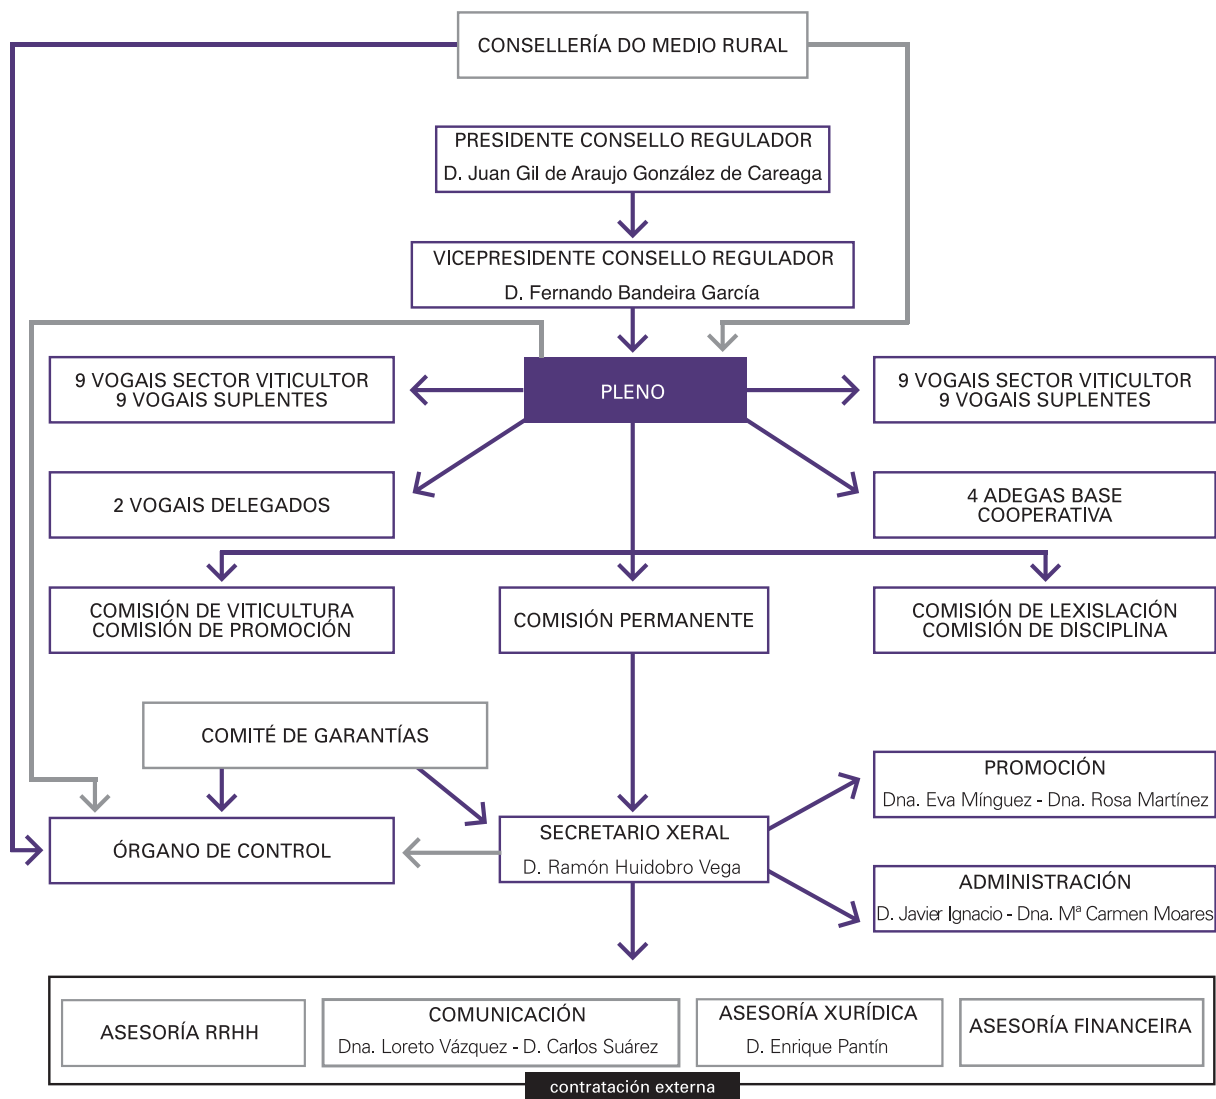 CONSELLERÍA DO MEDIO RURAL
PRESIDENTE CONSELLO REGULADOR
D. Juan Gil de Araujo González de Careaga
VICEPRESIDENTE CONSELLO REGULADOR
D. Fernando Bandeira García
9 VOGAIS SECTOR VITICULTOR
9 VOGAIS SUPLENTES
PLENO
9 VOGAIS SECTOR VITICULTOR
9 VOGAIS SUPLENTES
2 VOGAIS DELEGADOS
4 ADEGAS BASE
COOPERATIVA
COMISIÓN DE VITICULTURA
COMISIÓN DE PROMOCIÓN
COMISIÓN PERMANENTE
COMISIÓN DE LEXISLACIÓN
COMISIÓN DE DISCIPLINA
COMITÉ DE GARANTÍAS
PROMOCIÓN
Dna. Eva Mínguez - Dna. Rosa Martínez
ÓRGANO DE CONTROL
SECRETARIO XERAL
D. Ramón Huidobro Vega
ADMINISTRACIÓN
D. Javier Ignacio - Dna. Mª Carmen Moares
ASESORÍA RRHH
COMUNICACIÓN
Dna. Loreto Vázquez - D. Carlos Suárez
ASESORÍA XURÍDICA
D. Enrique Pantín
ASESORÍA FINANCEIRA
contratación externa